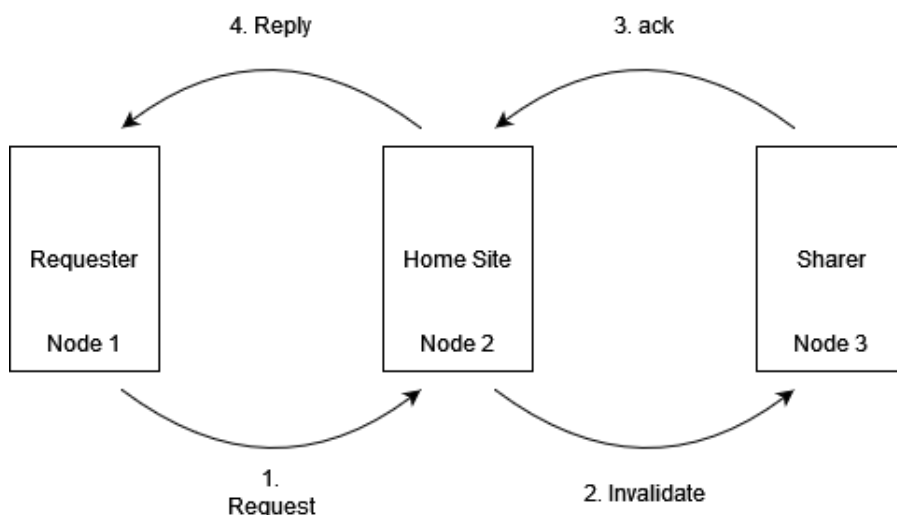 4. Reply
3. ack
Requester
Home Site
Sharer
Node 1
Node 2
Node 3
1.
Request
2. Invalidate